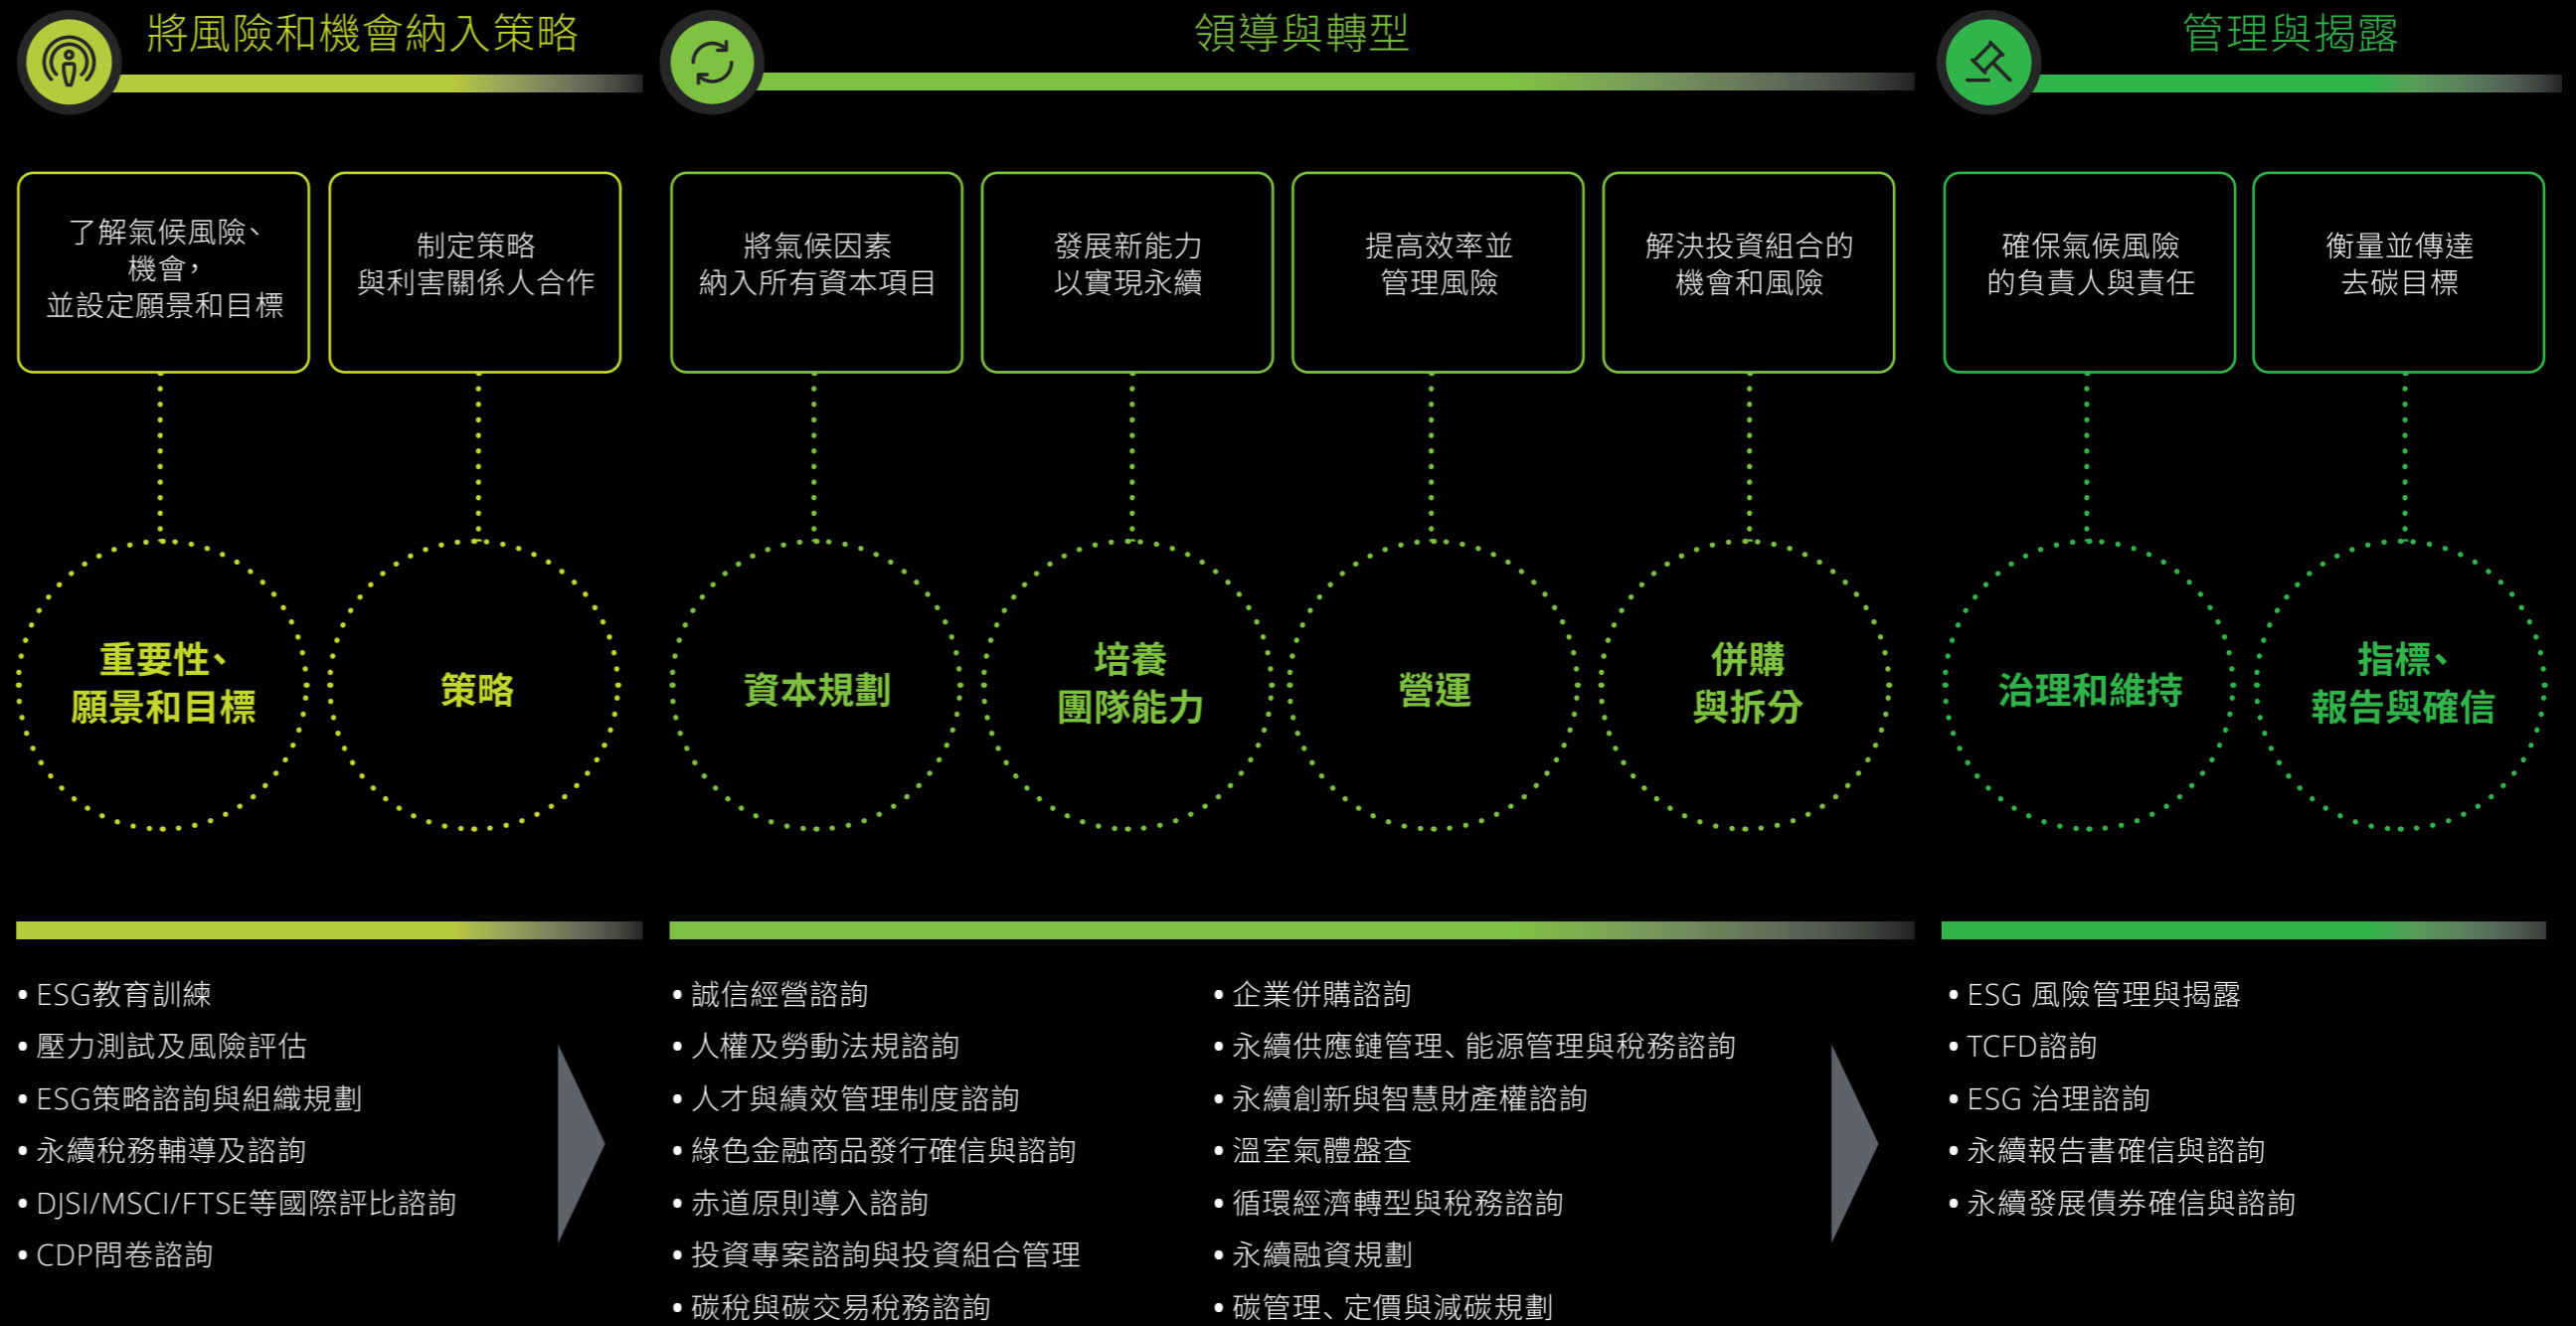 將風險和機會納入策略
領導與轉型
管理與揭露
了解氣候風險、
機會，
並設定願景和目標
制定策略
與利害關係人合作
將氣候因素
納入所有資本項目
發展新能力
以實現永續
提高效率並
管理風險
解決投資組合的
機會和風險
確保氣候風險
的負責人與責任
衡量並傳達
去碳目標
重要性、
願景和目標
策略
資本規劃
培養
團隊能力
營運
併購
與拆分
治理和維持
指標、
報告與確信
• ESG教育訓練
• 壓力測試及風險評估
• ESG策略諮詢與組織規劃
• 永續稅務輔導及諮詢
• DJSI/MSCI/FTSE等國際評比諮詢
• CDP問卷諮詢
• 誠信經營諮詢
• 人權及勞動法規諮詢
• 人才與績效管理制度諮詢
• 綠色金融商品發行確信與諮詢
• 赤道原則導入諮詢
• 投資專案諮詢與投資組合管理
• 碳稅與碳交易稅務諮詢
• 企業併購諮詢
• 永續供應鏈管理、能源管理與稅務諮詢
• 永續創新與智慧財產權諮詢
• 溫室氣體盤查
• 循環經濟轉型與稅務諮詢
• 永續融資規劃
• 碳管理、定價與減碳規劃
• ESG 風險管理與揭露
• TCFD諮詢
• ESG 治理諮詢
• 永續報告書確信與諮詢
• 永續發展債券確信與諮詢